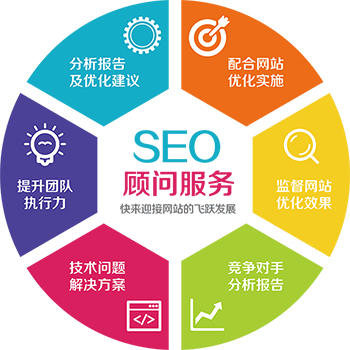 分析报告
及优化建议
配合网站
优化实施
提升团队
执行力
SEO
顾问服务
快来迎接网站的飞跃发展
监督网站
优化效果
技术问题
解决方案
</>
竞争对手
分析报告